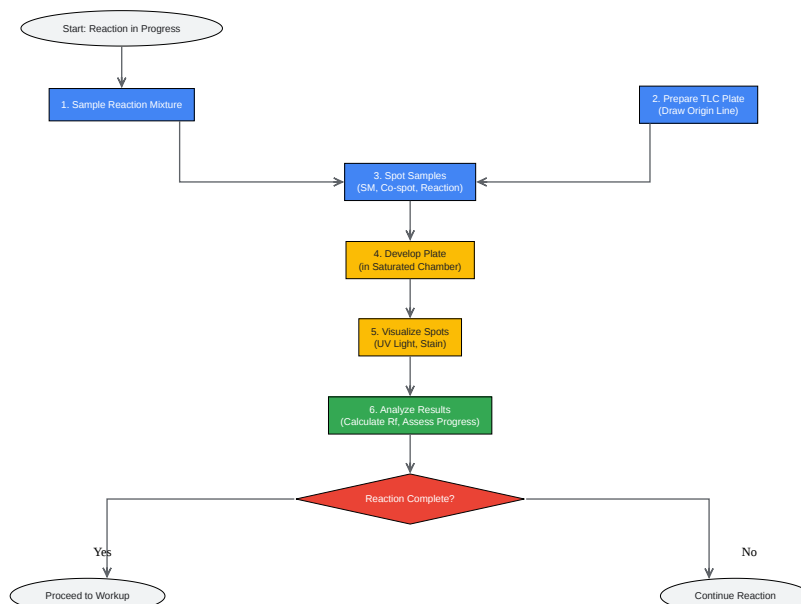 Start: Reaction in Progress
1. Sample Reaction Mixture
2. Prepare TLC Plate
(Draw Origin Line)
3. Spot Samples
(SM, Co-spot, Reaction)
4. Develop Plate
(in Saturated Chamber)
5. Visualize Spots
(UV Light, Stain)
6. Analyze Results
(Calculate Rf, Assess Progress)
Reaction Complete?
Yes
No
Proceed to Workup
Continue Reaction